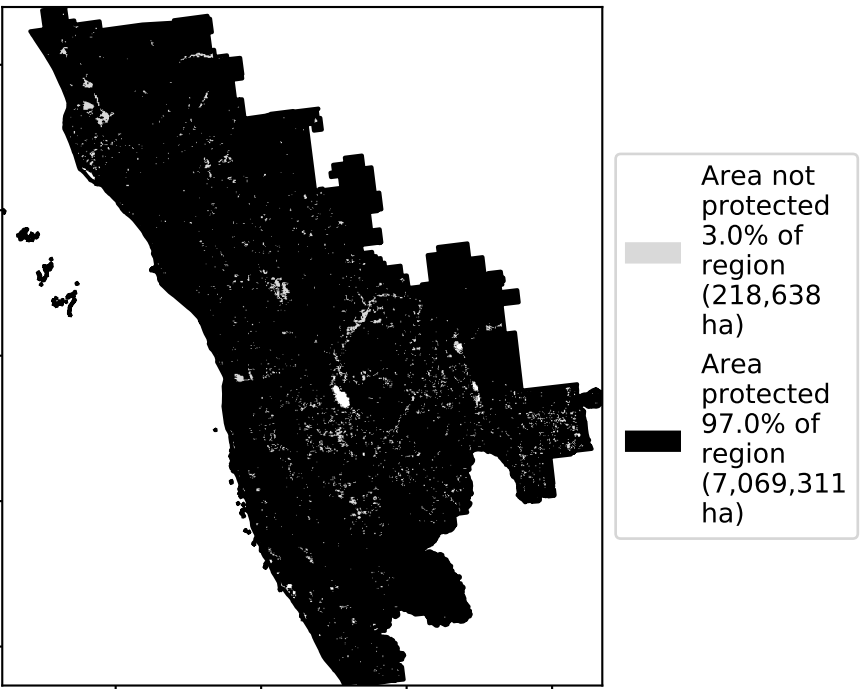 Area not
protected
3.0% of
region
(218,638
ha)
Area
protected
97.0% of
region
(7,069,311
ha)